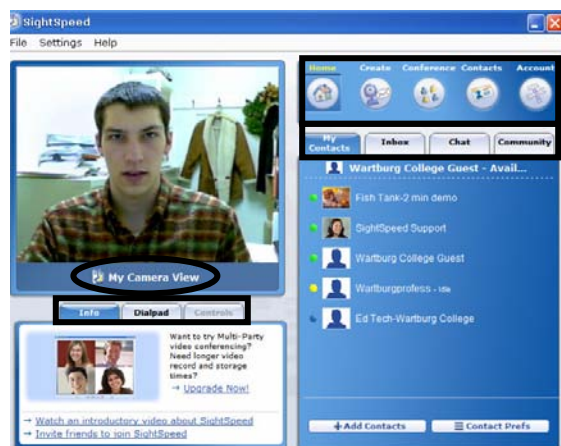 SightSpeed
File Settings Help
Home Create Conference Contacts Account
My Contacts Inbox Chat Community
Wartburg College Guest - Avail...
Fish Tank-2 min demo
SightSpeed Support
Wartburg College Guest
Wartburgprofess - Idle
Ed Tech-Wartburg College
My Camera View
Info Dialpad Controls
Want to try Multi-Party
video conferencing?
Need longer video
record and storage
times?
→ Upgrade Now!
→ Watch an introductory video about SightSpeed
→ Invite friends to join SightSpeed
Add Contacts Contact Prefs